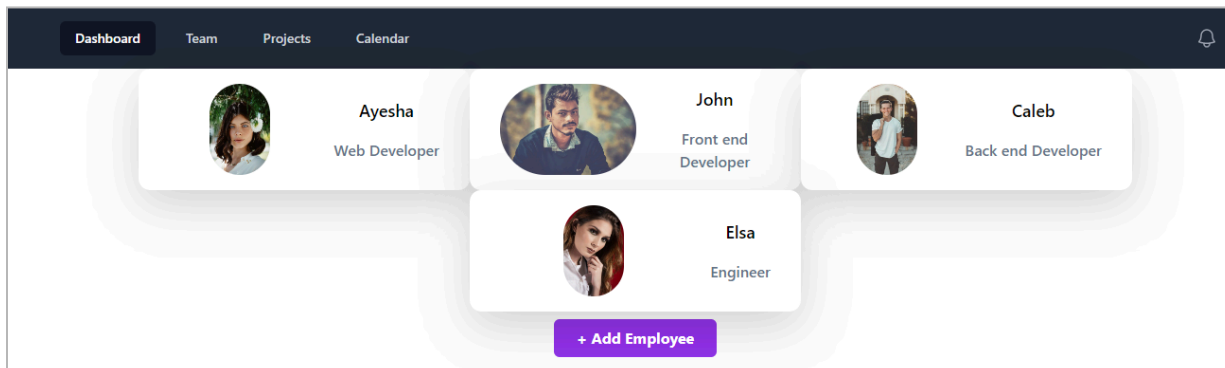 Dashboard Team Projects Calendar
Ayesha
Web Developer
John
Front end
Developer
Caleb
Back end Developer
Elsa
Engineer
+ Add Employee